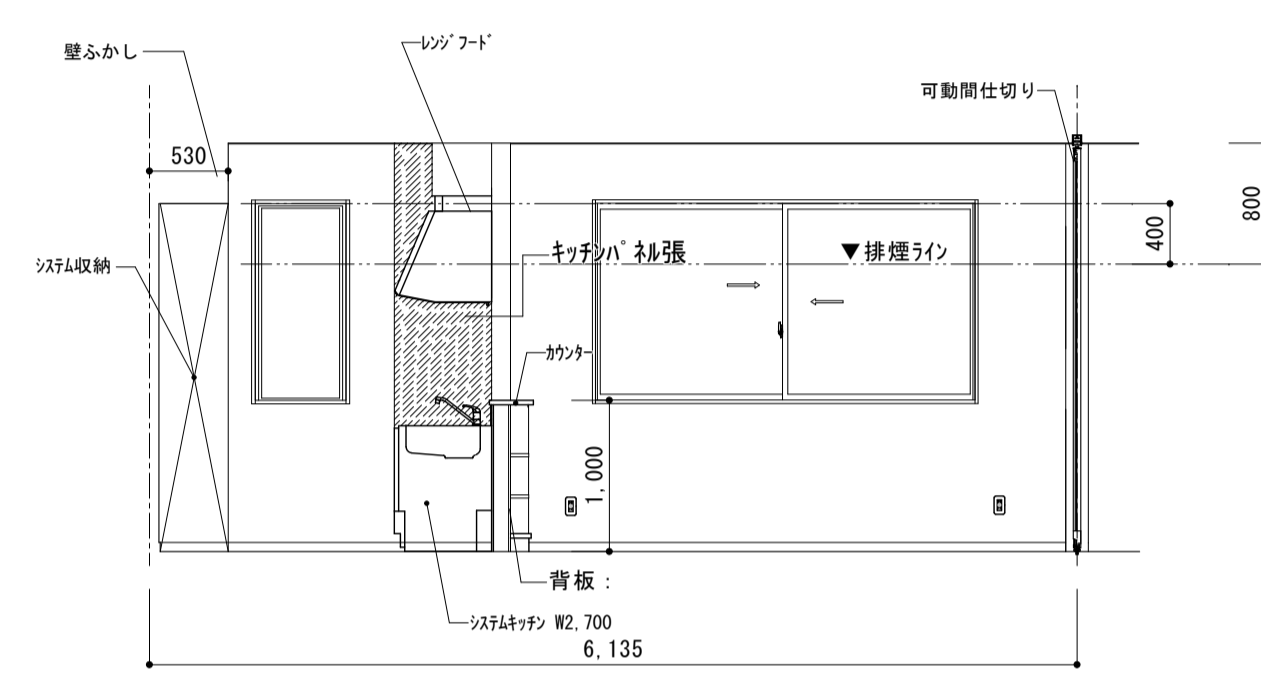 レンジフード
壁ふかし
可動間仕切り
530
800
400
キッチンパネル張
▼排煙ライン
システム収納
カウンター
1,000
背板:
システムキッチン W2,700
6,135